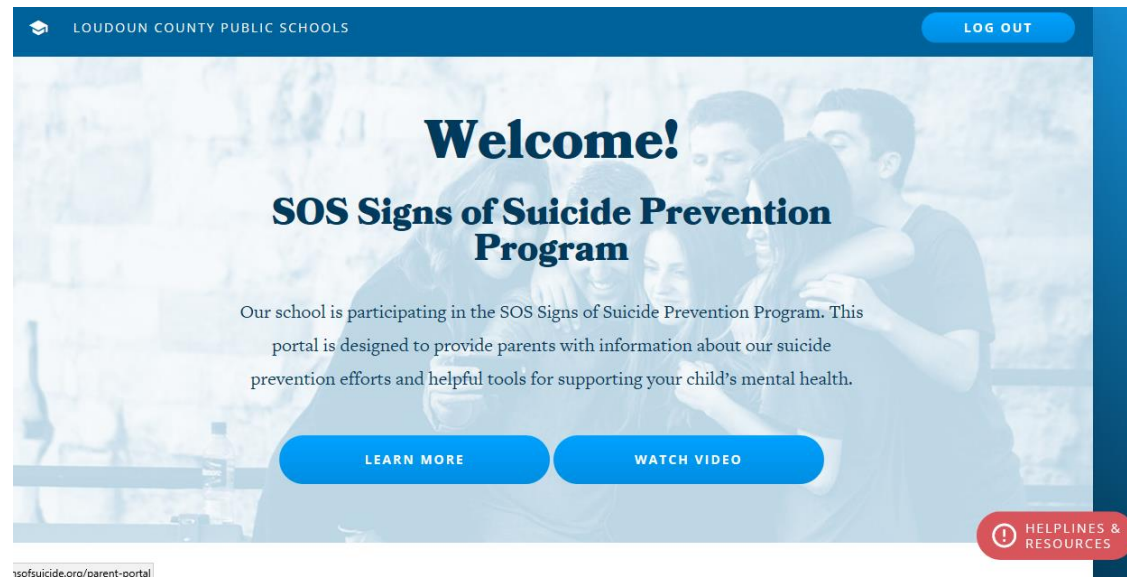 LOUDOUN COUNTY PUBLIC SCHOOLS
LOG OUT
Welcome!
SOS Signs of Suicide Prevention
Program
Our school is participating in the SOS Signs of Suicide Prevention Program. This
portal is designed to provide parents with information about our suicide
prevention efforts and helpful tools for supporting your child’s mental health.
LEARN MORE
WATCH VIDEO
HELPLINES &
RESOURCES
nsofsuicide.org/parent-portal